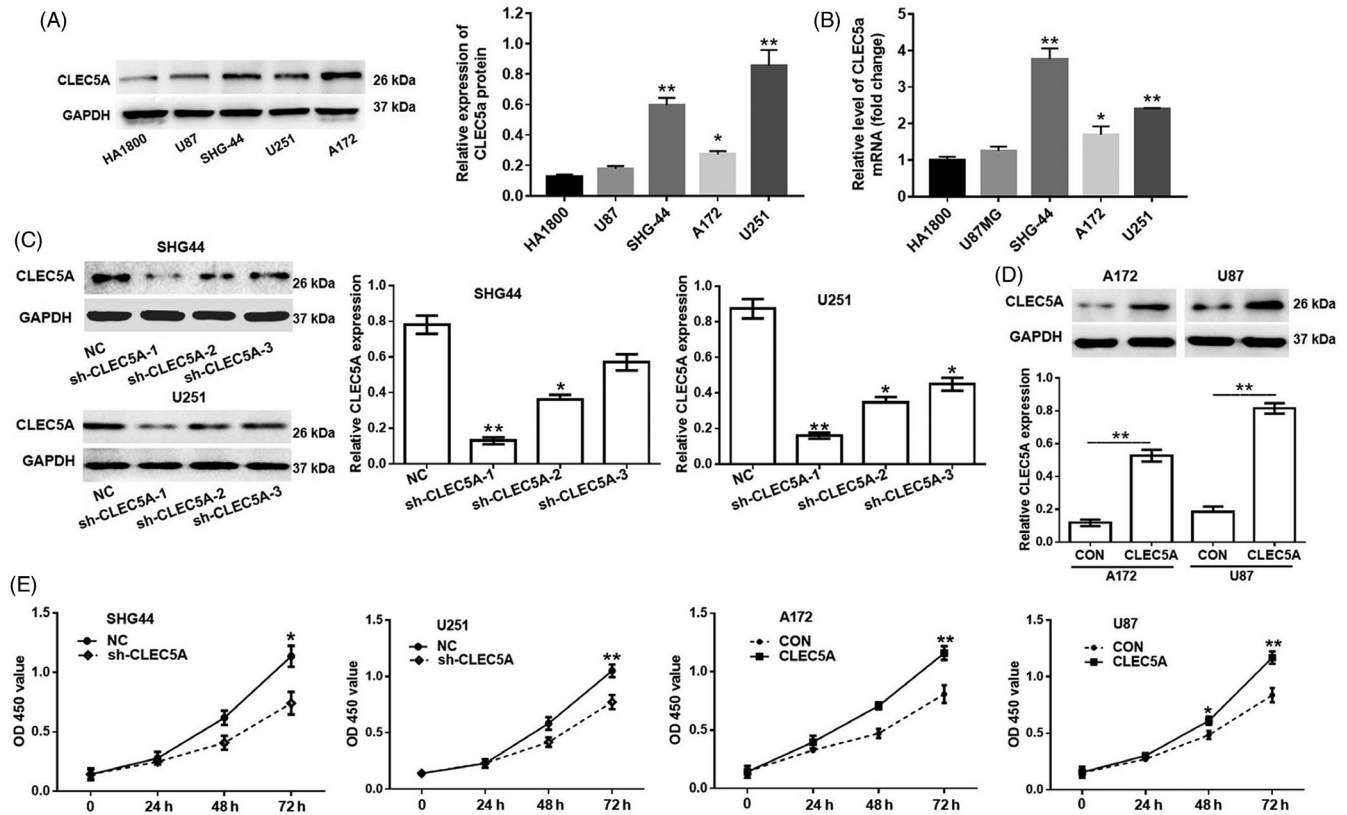 (A)
CLEC5A
26 kDa
GAPDH
37 kDa
HA1800
U87
SHG-44
U251
A172
Relative expression of
CLEC5a protein
1.2
1.0
0.8
0.6
0.4
0.2
0.0
**
*
**
HA1800
U87
SHG-44
A172
U251
(B)
Relative level of CLEC5a
mRNA (fold change)
5
4
3
2
1
0
**
*
**
HA1800
U87MG
SHG-44
A172
U251
(C)
SHG44
CLEC5A
26 kDa
GAPDH
37 kDa
NC
sh-CLEC5A-1
sh-CLEC5A-2
sh-CLEC5A-3
U251
CLEC5A
26 kDa
GAPDH
37 kDa
NC
sh-CLEC5A-1
sh-CLEC5A-2
sh-CLEC5A-3
SHG44
Relative CLEC5A expression
0.8
0.6
0.4
0.2
0.0
**
*
NC
sh-CLEC5A-1
sh-CLEC5A-2
sh-CLEC5A-3
U251
Relative CLEC5A expression
1.0
0.8
0.6
0.4
0.2
0.0
**
*
*
NC
sh-CLEC5A-1
sh-CLEC5A-2
sh-CLEC5A-3
(D)
A172 U87
CLEC5A
26 kDa
GAPDH
37 kDa
Relative CLEC5A expression
1.0
0.8
0.6
0.4
0.2
0.0
**
**
CON CLEC5A CON CLEC5A
A172 U87
(E)
SHG44
NC
sh-CLEC5A
OD 450 value
1.5
1.0
0.5
0.0
*
0 24 h 48 h 72 h
U251
NC
sh-CLEC5A
OD 450 value
1.5
1.0
0.5
0.0
**
0 24 h 48 h 72 h
A172
CON
CLEC5A
OD 450 value
1.5
1.0
0.5
0.0
**
0 24 h 48 h 72 h
U87
CON
CLEC5A
OD 450 value
1.5
1.0
0.5
0.0
*
**
0 24 h 48 h 72 h